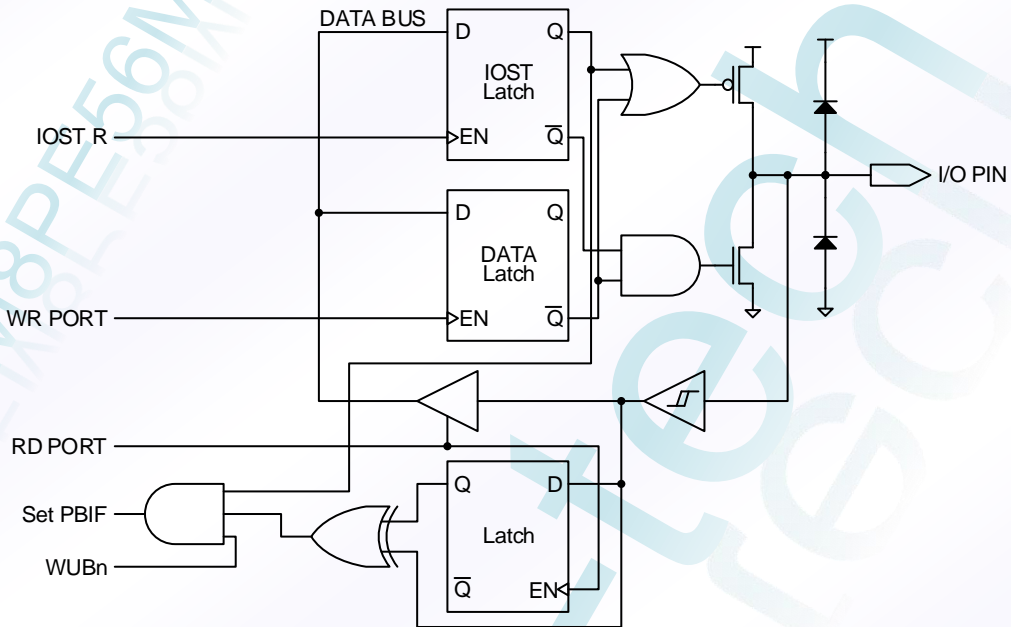 DATA BUS
D
Q
IOST
Latch
IOST R
EN
Q̅
D
Q
DATA
Latch
WR PORT
EN
Q̅
I/O PIN
RD PORT
Q
D
Set PBIF
Latch
WUBn
Q̅
EN